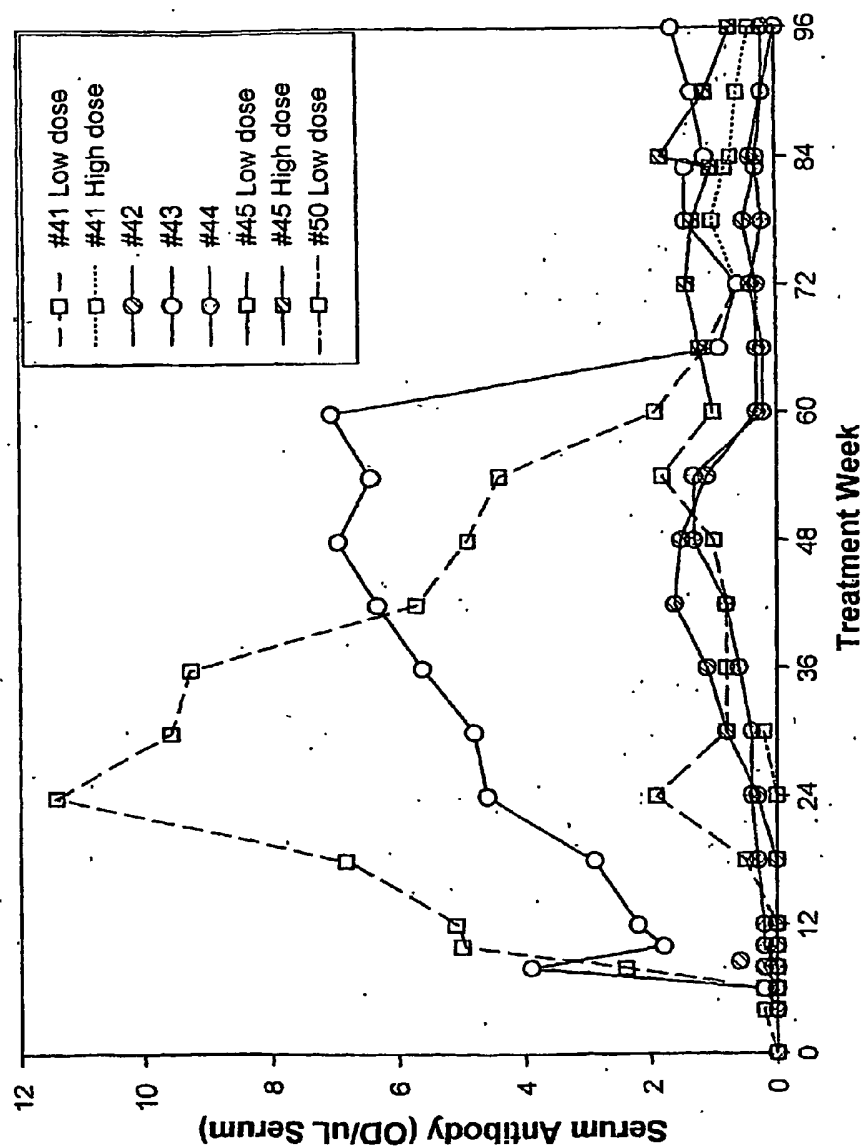 #41 Low dose
#41 High dose
#42
#43
#44
#45 Low dose
#45 High dose
#50 Low dose
Serum Antibody (OD/uL Serum)
12
10
8
6
4
2
0
0
12
24
36
48
60
72
84
96
Treatment Week